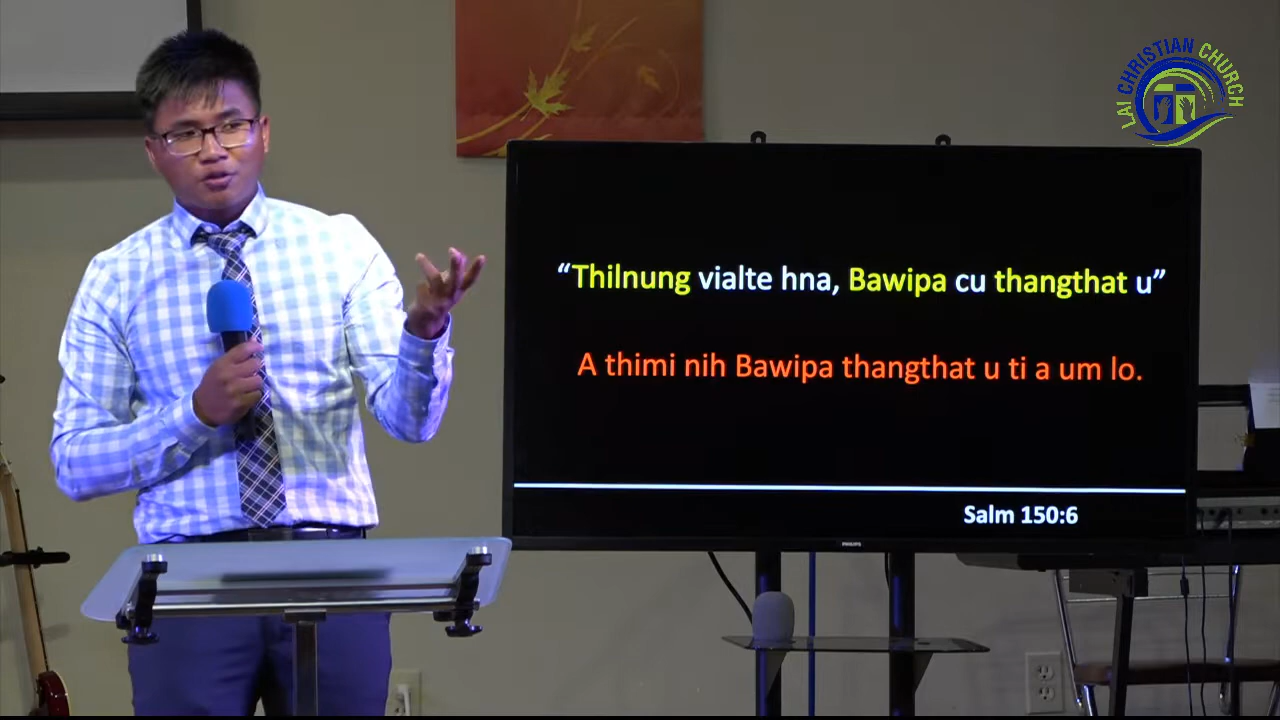 LAI CHRISTIAN CHURCH
“Thilnung vialte hna, Bawipa cu thangthat u”
A thimi nih Bawipa thangthat u ti a um lo.
Salm 150:6
PHILIPS